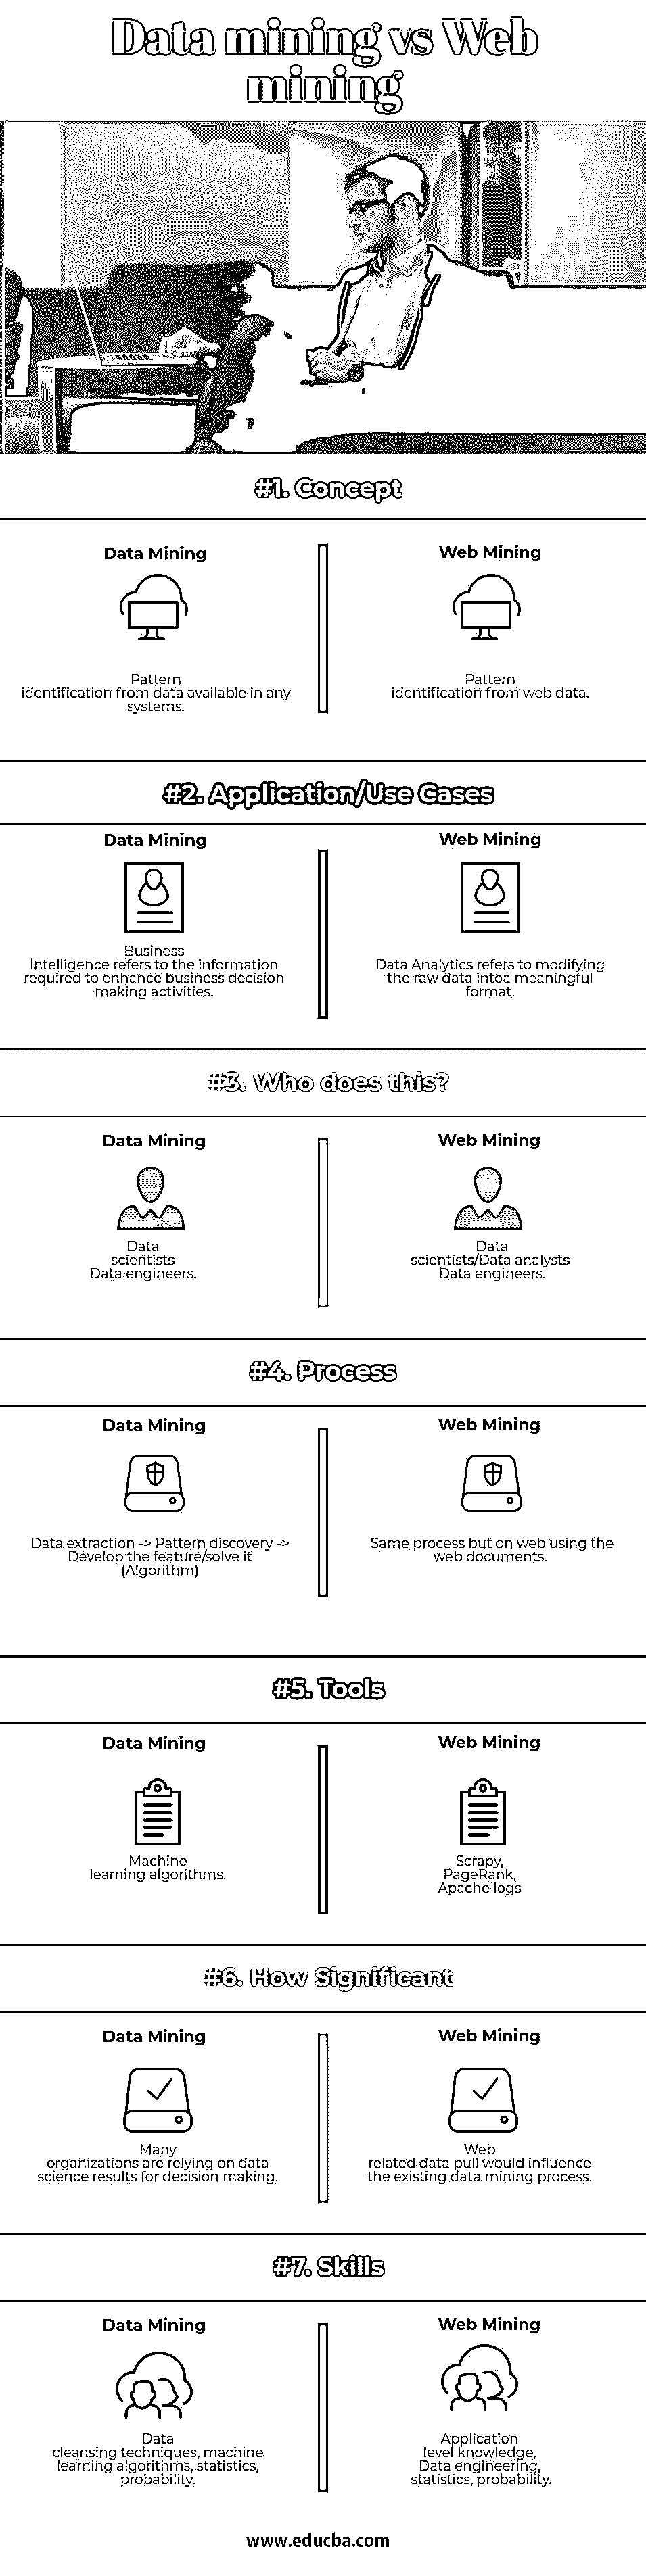 Data mining vs Web
mining
#1. Concept
Data Mining
Web Mining
Pattern
identification from data available in any
systems.
Pattern
identification from web data.
#2. Application/Use Cases
Data Mining
Web Mining
Business
Intelligence refers to the information
required to enhance business decision
making activities.
Data Analytics refers to modifying
the raw data intoa meaningful
format.
#3. Who does this?
Data Mining
Web Mining
Data
scientists
Data engineers.
Data
scientists/Data analysts
Data engineers.
#4. Process
Data Mining
Web Mining
Data extraction -> Pattern discovery ->
Develop the feature/solve it
(Algorithm)
Same process but on web using the
web documents.
#5. Tools
Data Mining
Web Mining
Machine
learning algorithms.
Scrapy,
PageRank,
Apache logs
#6. How Significant
Data Mining
Web Mining
Many
organizations are relying on data
science results for decision making.
Web
related data pull would influence
the existing data mining process.
#7. Skills
Data Mining
Web Mining
Data
cleansing techniques, machine
learning algorithms, statistics,
probability.
Application
level knowledge,
Data engineering,
statistics, probability.
www.educba.com